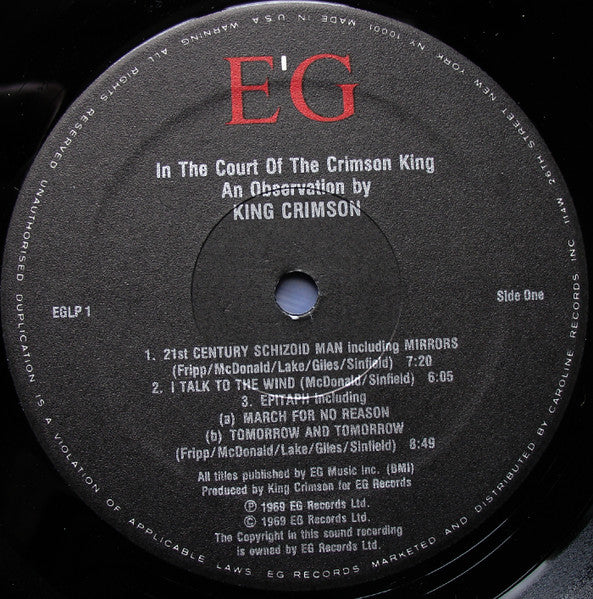 E'G
In The Court Of The Crimson King
An Observation by
KING CRIMSON
EGLP 1
Side One
1. 21st CENTURY SCHIZOID MAN including MIRRORS
(Fripp/McDonald/Lake/Giles/Sinfield) 7:20
2. I TALK TO THE WIND (McDonald/Sinfield) 6:05
3. EPITAPH including
(a) MARCH FOR NO REASON
(b) TOMORROW AND TOMORROW
(Fripp/McDonald/Lake/Giles/Sinfield) 8:49
All titles published by EG Music Inc. (BMI)
Produced by King Crimson for EG Records
Ⓟ 1969 EG Records Ltd.
© 1969 EG Records Ltd.
The Copyright in this sound recording
is owned by EG Records Ltd.
WARNING. ALL RIGHTS RESERVED. UNAUTHORISED DUPLICATION IS A VIOLATION OF APPLICABLE LAWS. EG RECORDS MARKETED AND DISTRIBUTED BY CAROLINE RECORDS INC. 114W. 26TH STREET NEW YORK, NY 10001 MADE IN U.S.A.